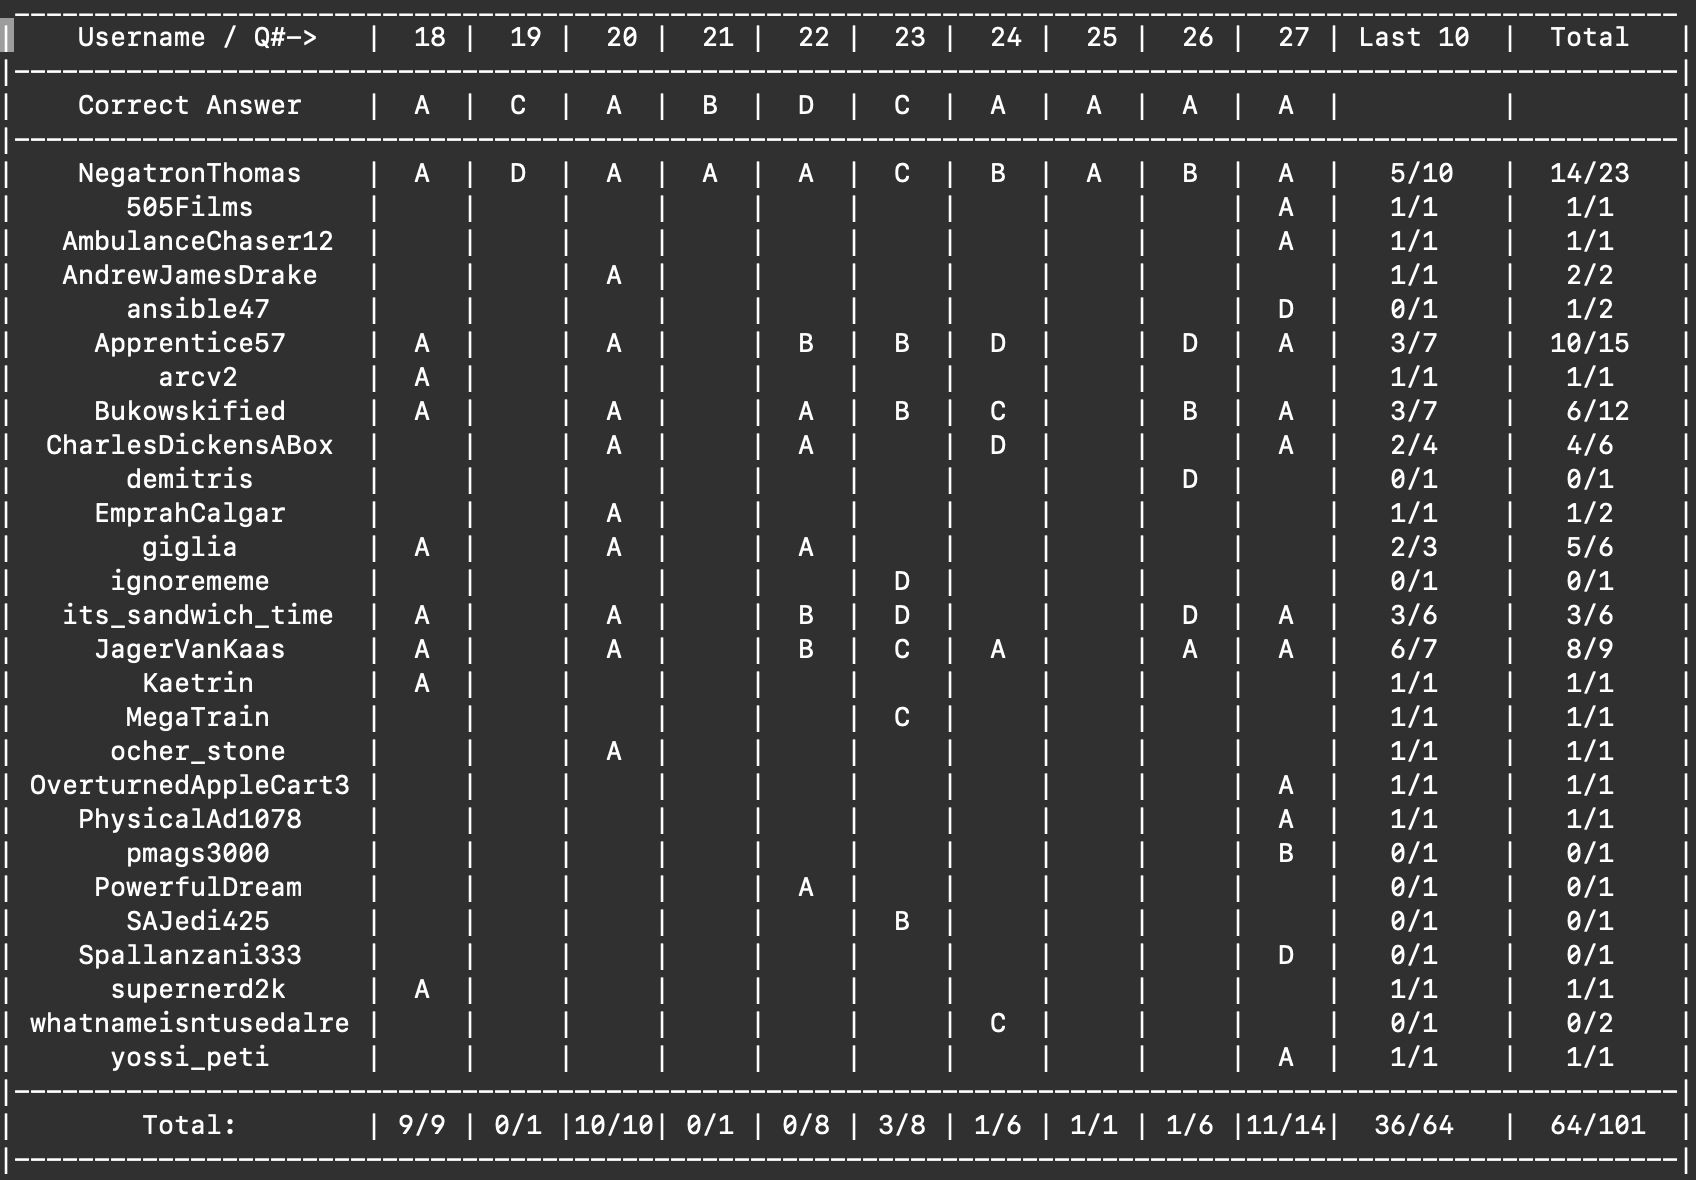 Username / Q#-> | 18 | 19 | 20 | 21 | 22 | 23 | 24 | 25 | 26 | 27 | Last 10 | Total |
| Correct Answer | A | C | A | B | D | C | A | A | A | A | | |
| NegatronThomas | A | D | A | A | A | C | B | A | B | A | 5/10 | 14/23 |
| 505Films | | | | | | | | | | A | 1/1 | 1/1 |
| AmbulanceChaser12 | | | | | | | | | | A | 1/1 | 1/1 |
| AndrewJamesDrake | | | A | | | | | | | | 1/1 | 2/2 |
| ansible47 | | | | | | | | | | D | 0/1 | 1/2 |
| Apprentice57 | A | | A | | B | B | D | | D | A | 3/7 | 10/15 |
| arcv2 | A | | | | | | | | | | 1/1 | 1/1 |
| Bukowskified | A | | A | | A | B | C | | B | A | 3/7 | 6/12 |
| CharlesDickensABox | | | A | | A | | D | | | A | 2/4 | 4/6 |
| demitris | | | | | | | | | D | | 0/1 | 0/1 |
| EmprahCalgar | | | A | | | | | | | | 1/1 | 1/2 |
| giglia | A | | A | | A | | | | | | 2/3 | 5/6 |
| ignorememe | | | | | | D | | | | | 0/1 | 0/1 |
| its_sandwich_time | A | | A | | B | D | | | D | A | 3/6 | 3/6 |
| JagerVanKaas | A | | A | | B | C | A | | A | A | 6/7 | 8/9 |
| Kaetrin | A | | | | | | | | | | 1/1 | 1/1 |
| MegaTrain | | | | | | C | | | | | 1/1 | 1/1 |
| ocher_stone | | | A | | | | | | | | 1/1 | 1/1 |
| OverturnedAppleCart3 | | | | | | | | | | A | 1/1 | 1/1 |
| PhysicalAd1078 | | | | | | | | | | A | 1/1 | 1/1 |
| pmags3000 | | | | | | | | | | B | 0/1 | 0/1 |
| PowerfulDream | | | | | A | | | | | | 0/1 | 0/1 |
| SAJedi425 | | | | | | B | | | | | 0/1 | 0/1 |
| Spallanzani333 | | | | | | | | | | D | 0/1 | 0/1 |
| supernerd2k | A | | | | | | | | | | 1/1 | 1/1 |
| whatnameisntusedalre | | | | | | | C | | | | 0/1 | 0/2 |
| yossi_peti | | | | | | | | | | A | 1/1 | 1/1 |
| Total: | 9/9 | 0/1 |10/10| 0/1 | 0/8 | 3/8 | 1/6 | 1/1 | 1/6 |11/14| 36/64 | 64/101 |